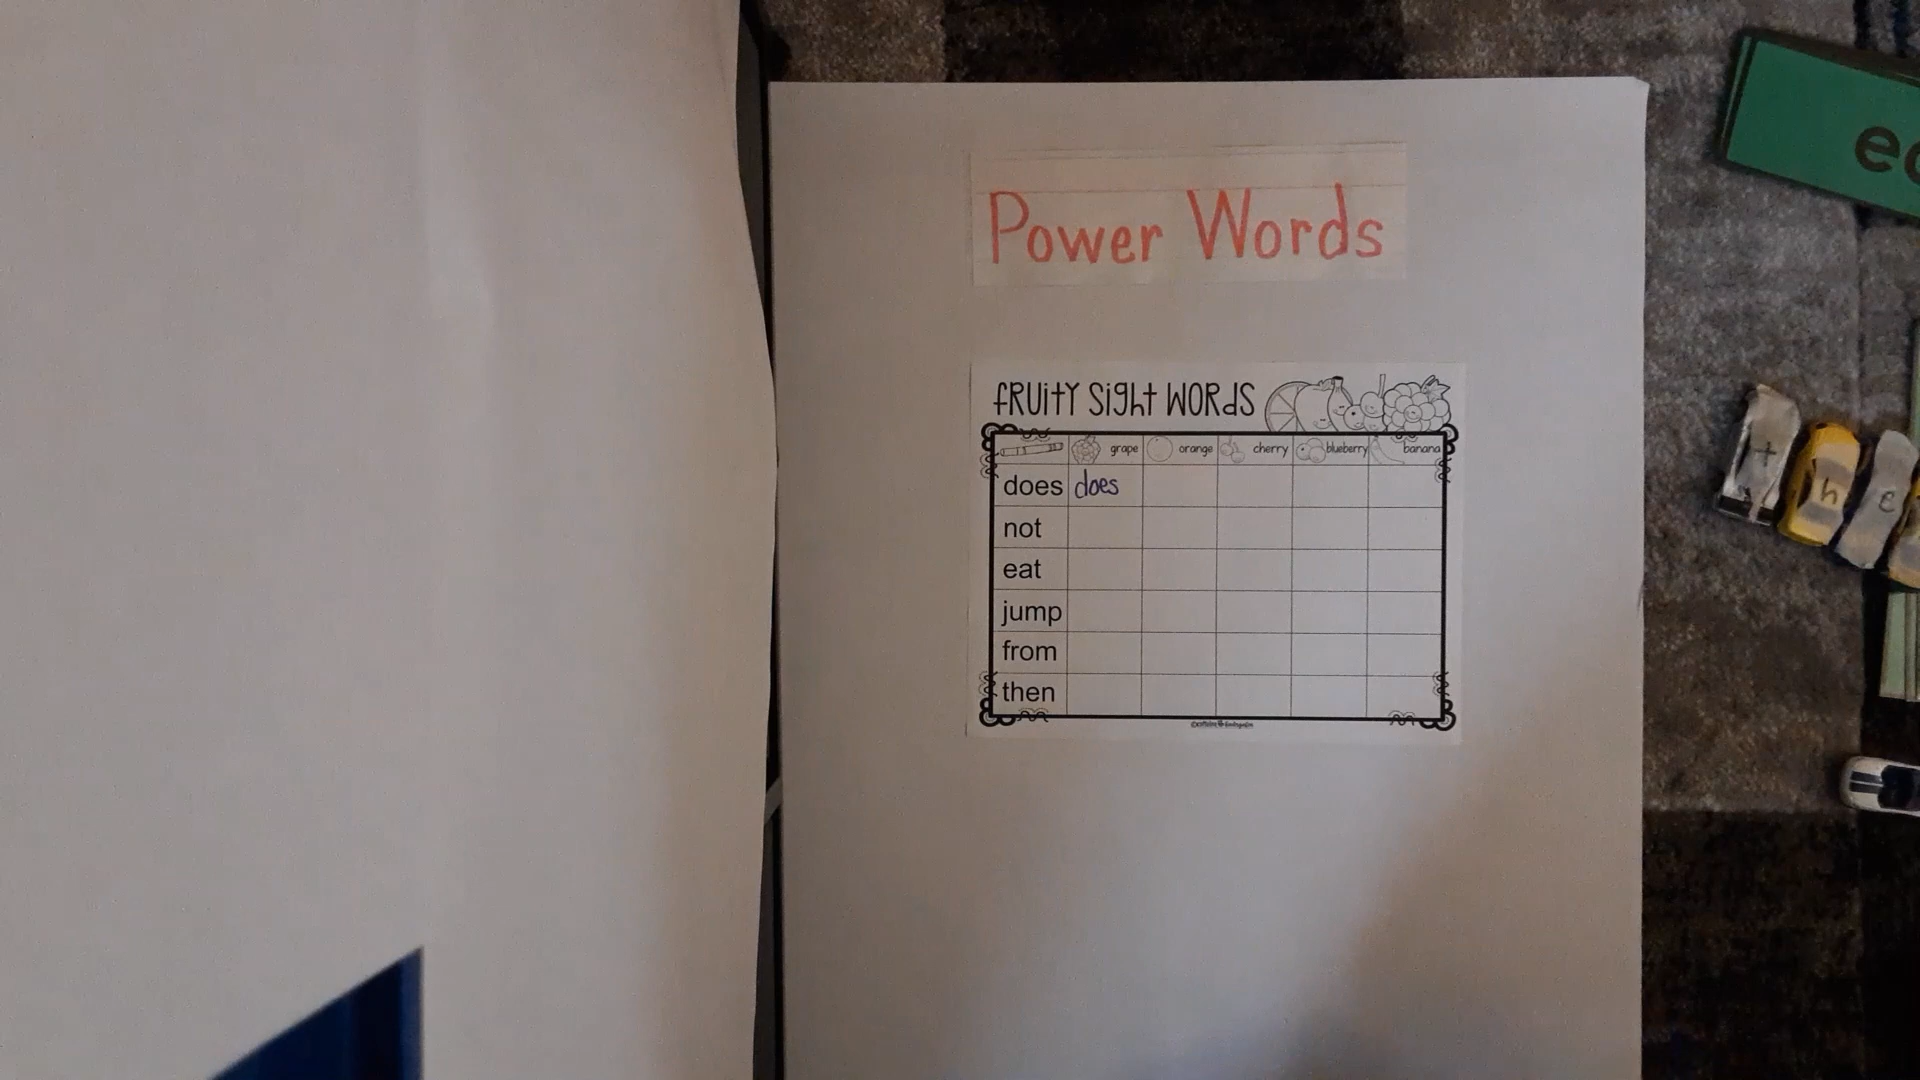 Power Words
fRUitY SiGht WORdS
grape orange cherry blueberry banana
does does
not
eat
jump
from
then
t
h
e